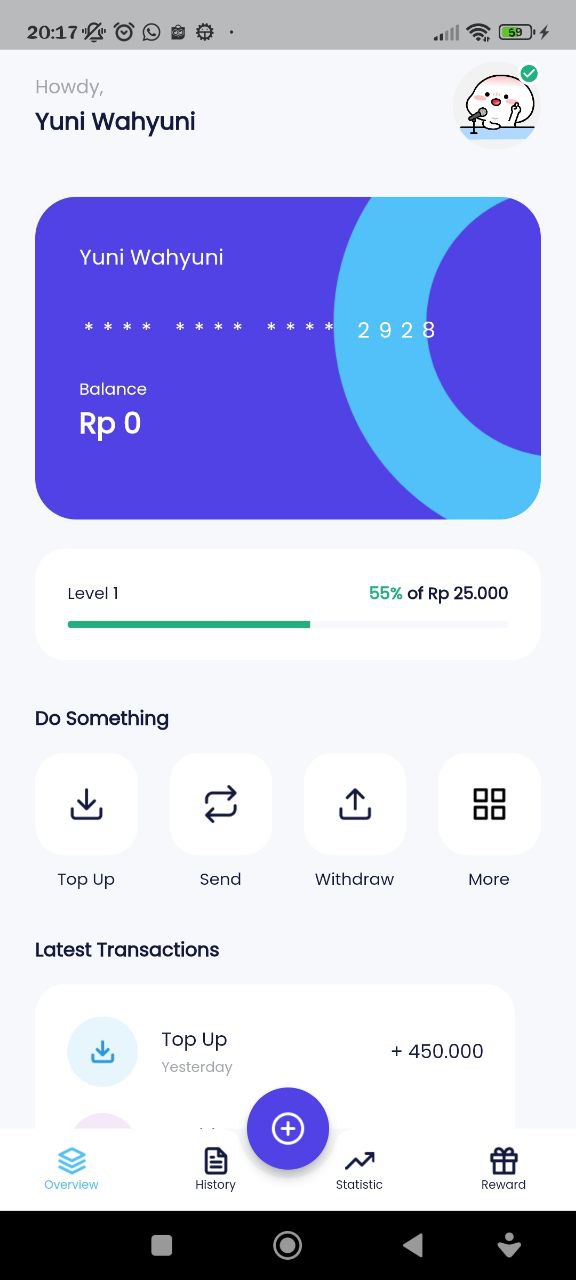 20:17
59
Howdy,
Yuni Wahyuni
Yuni Wahyuni
**** **** **** 2928
Balance
Rp 0
Level 1
55% of Rp 25.000
Do Something
Top Up
Send
Withdraw
More
Latest Transactions
Top Up
+ 450.000
Yesterday
Overview
History
Statistic
Reward